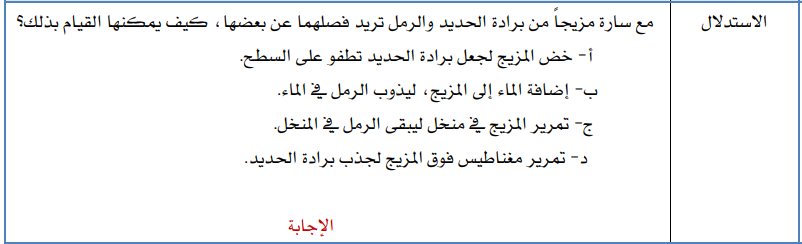 الاستدلال
مع سارة مزيجاً من برادة الحديد والرمل تريد فصلهما عن بعضها، كيف يمكنها القيام بذلك؟
أ- خض المزيج لجعل برادة الحديد تطفو على السطح.
ب- إضافة الماء إلى المزيج، ليذوب الرمل في الماء.
ج- تمرير المزيج في منخل ليبقى الرمل في المنخل.
د- تمرير مغناطيس فوق المزيج لجذب برادة الحديد.
الإجابة